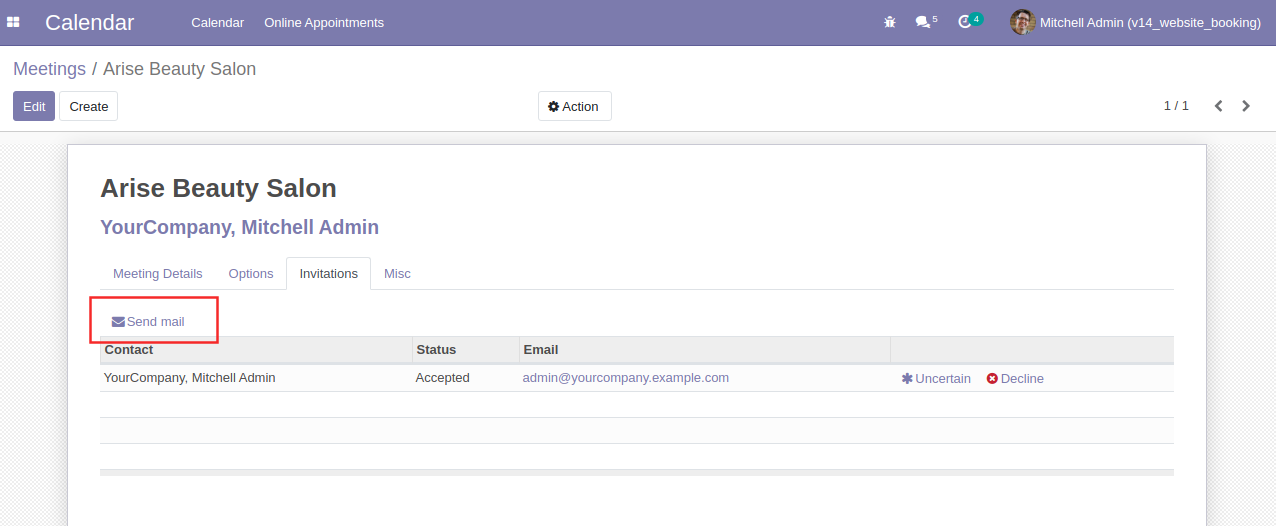 Calendar Calendar Online Appointments 5 4 Mitchell Admin (v14_website_booking)
Meetings / Arise Beauty Salon
Edit Create Action 1 / 1
Arise Beauty Salon
YourCompany, Mitchell Admin
Meeting Details Options Invitations Misc
Send mail
Contact Status Email
YourCompany, Mitchell Admin Accepted admin@yourcompany.example.com Uncertain Decline